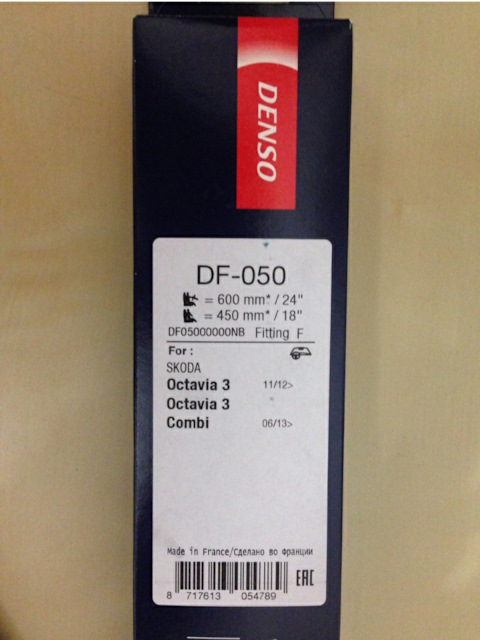 DENSO
DF-050
= 600 mm* / 24"
= 450 mm* / 18"
DF05000000NB Fitting F
For :
SKODA
Octavia 3 11/12>
Octavia 3
Combi 06/13>
Made in France/Сделано во Франции
EAC
8 717613 054789